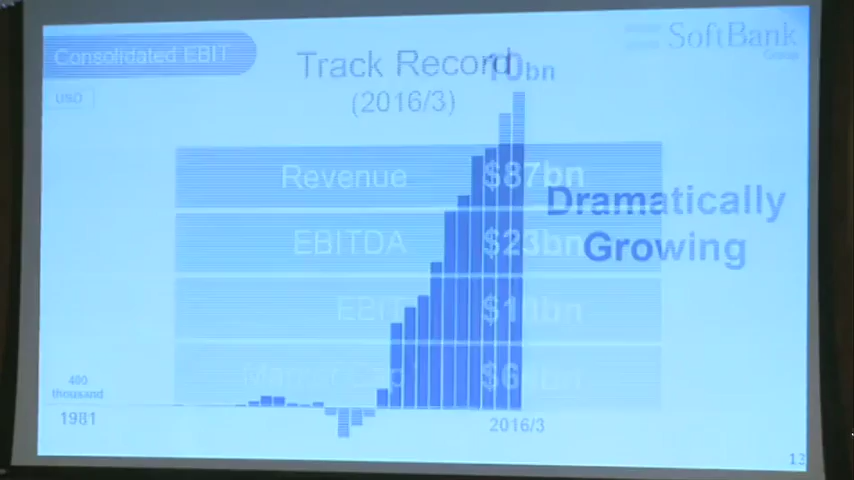 Consolidated EBIT
SoftBank
Group
Track Record
10bn
(2016/3)
USD
Revenue $87bn
Dramatically
EBITDA $23bn
Growing
EBIT
400
thousand
1981
2016/3
13